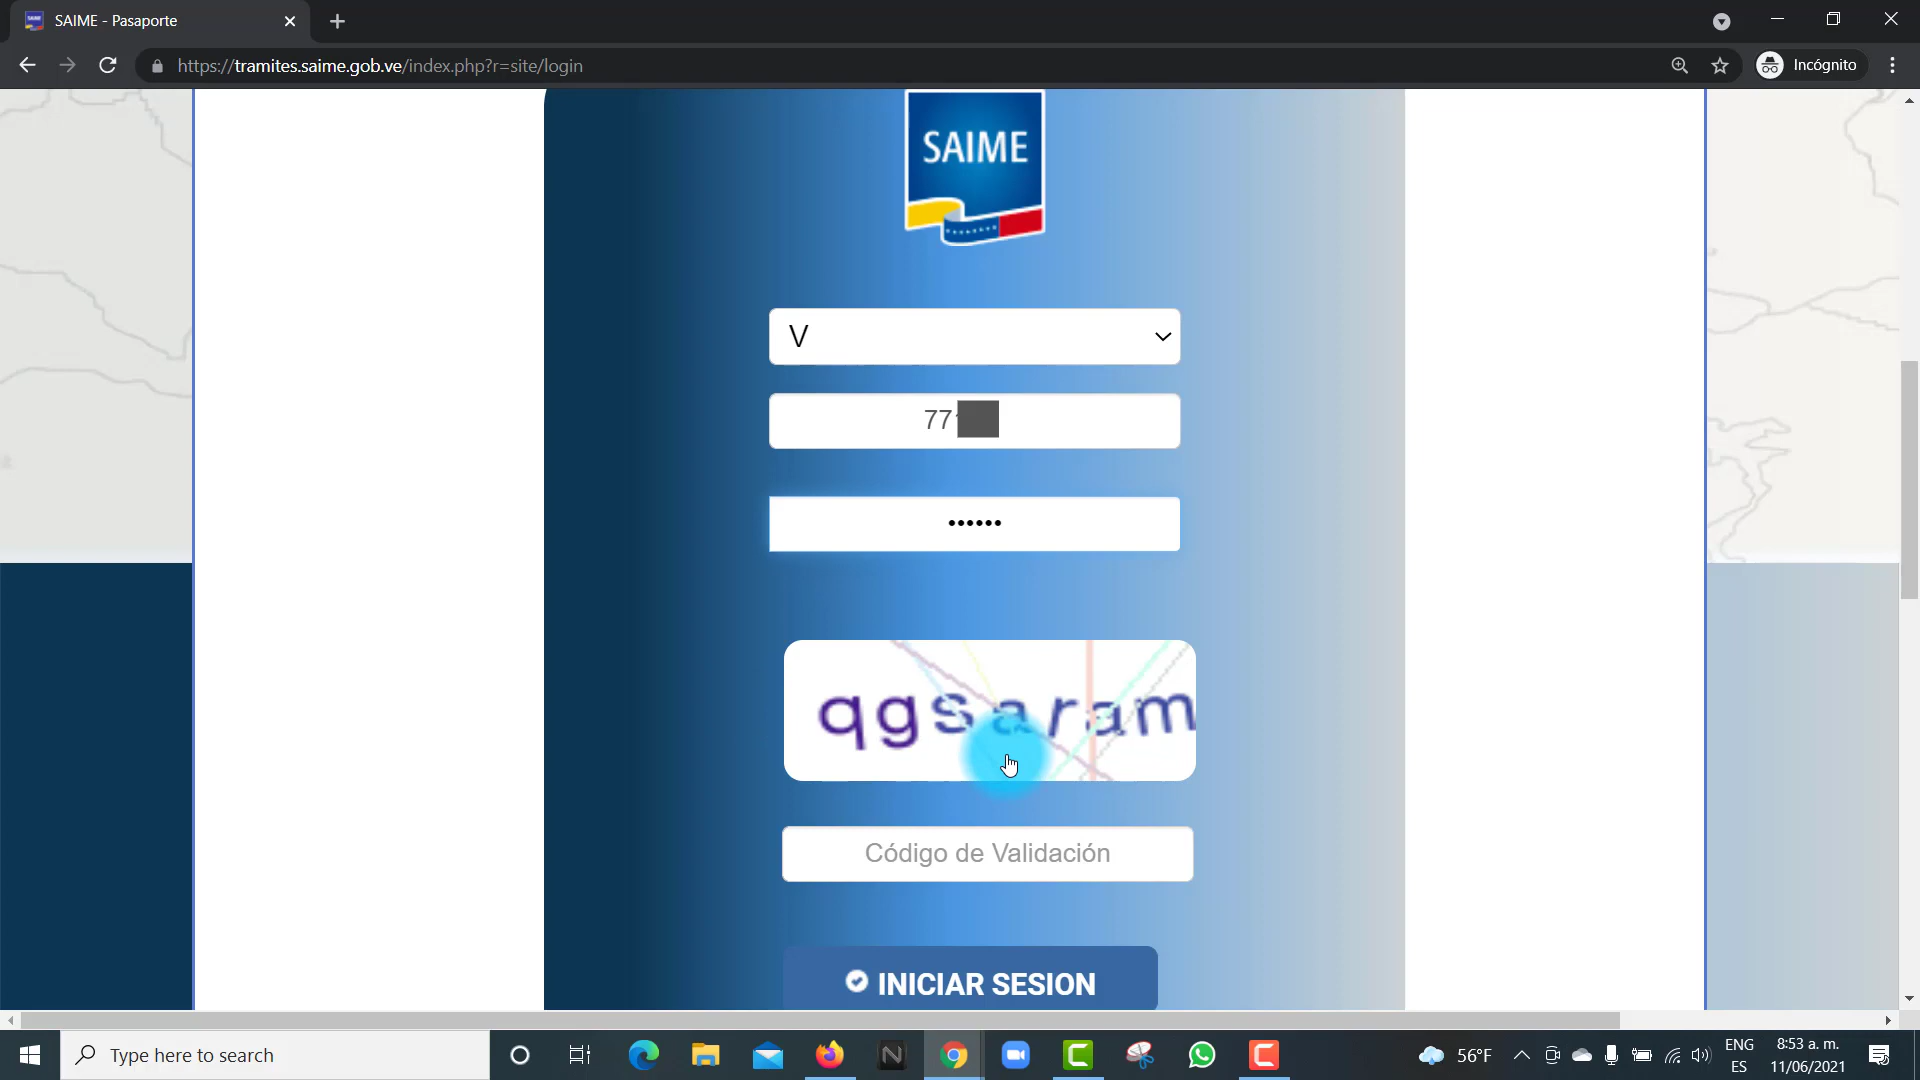 SAIME - Pasaporte
https://tramites.saime.gob.ve/index.php?r=site/login
Incógnito
SAIME
V
77
••••••
qgsaram
Código de Validación
INICIAR SESION
Type here to search
56°F
ENG
ES
8:53 a. m.
11/06/2021